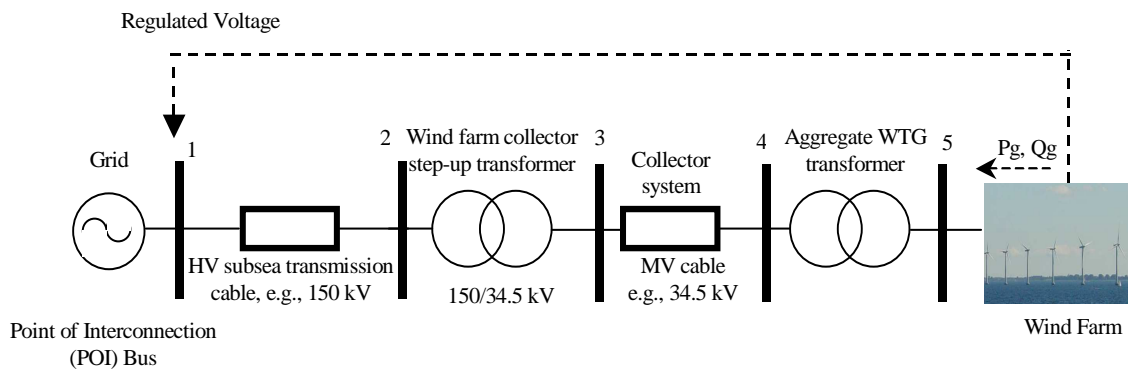 Regulated Voltage
Grid
1
2
Wind farm collector
step-up transformer
3
Collector
system
4
Aggregate WTG
transformer
5
Pg, Qg
HV subsea transmission
cable, e.g., 150 kV
150/34.5 kV
MV cable
e.g., 34.5 kV
Wind Farm
Point of Interconnection
(POI) Bus